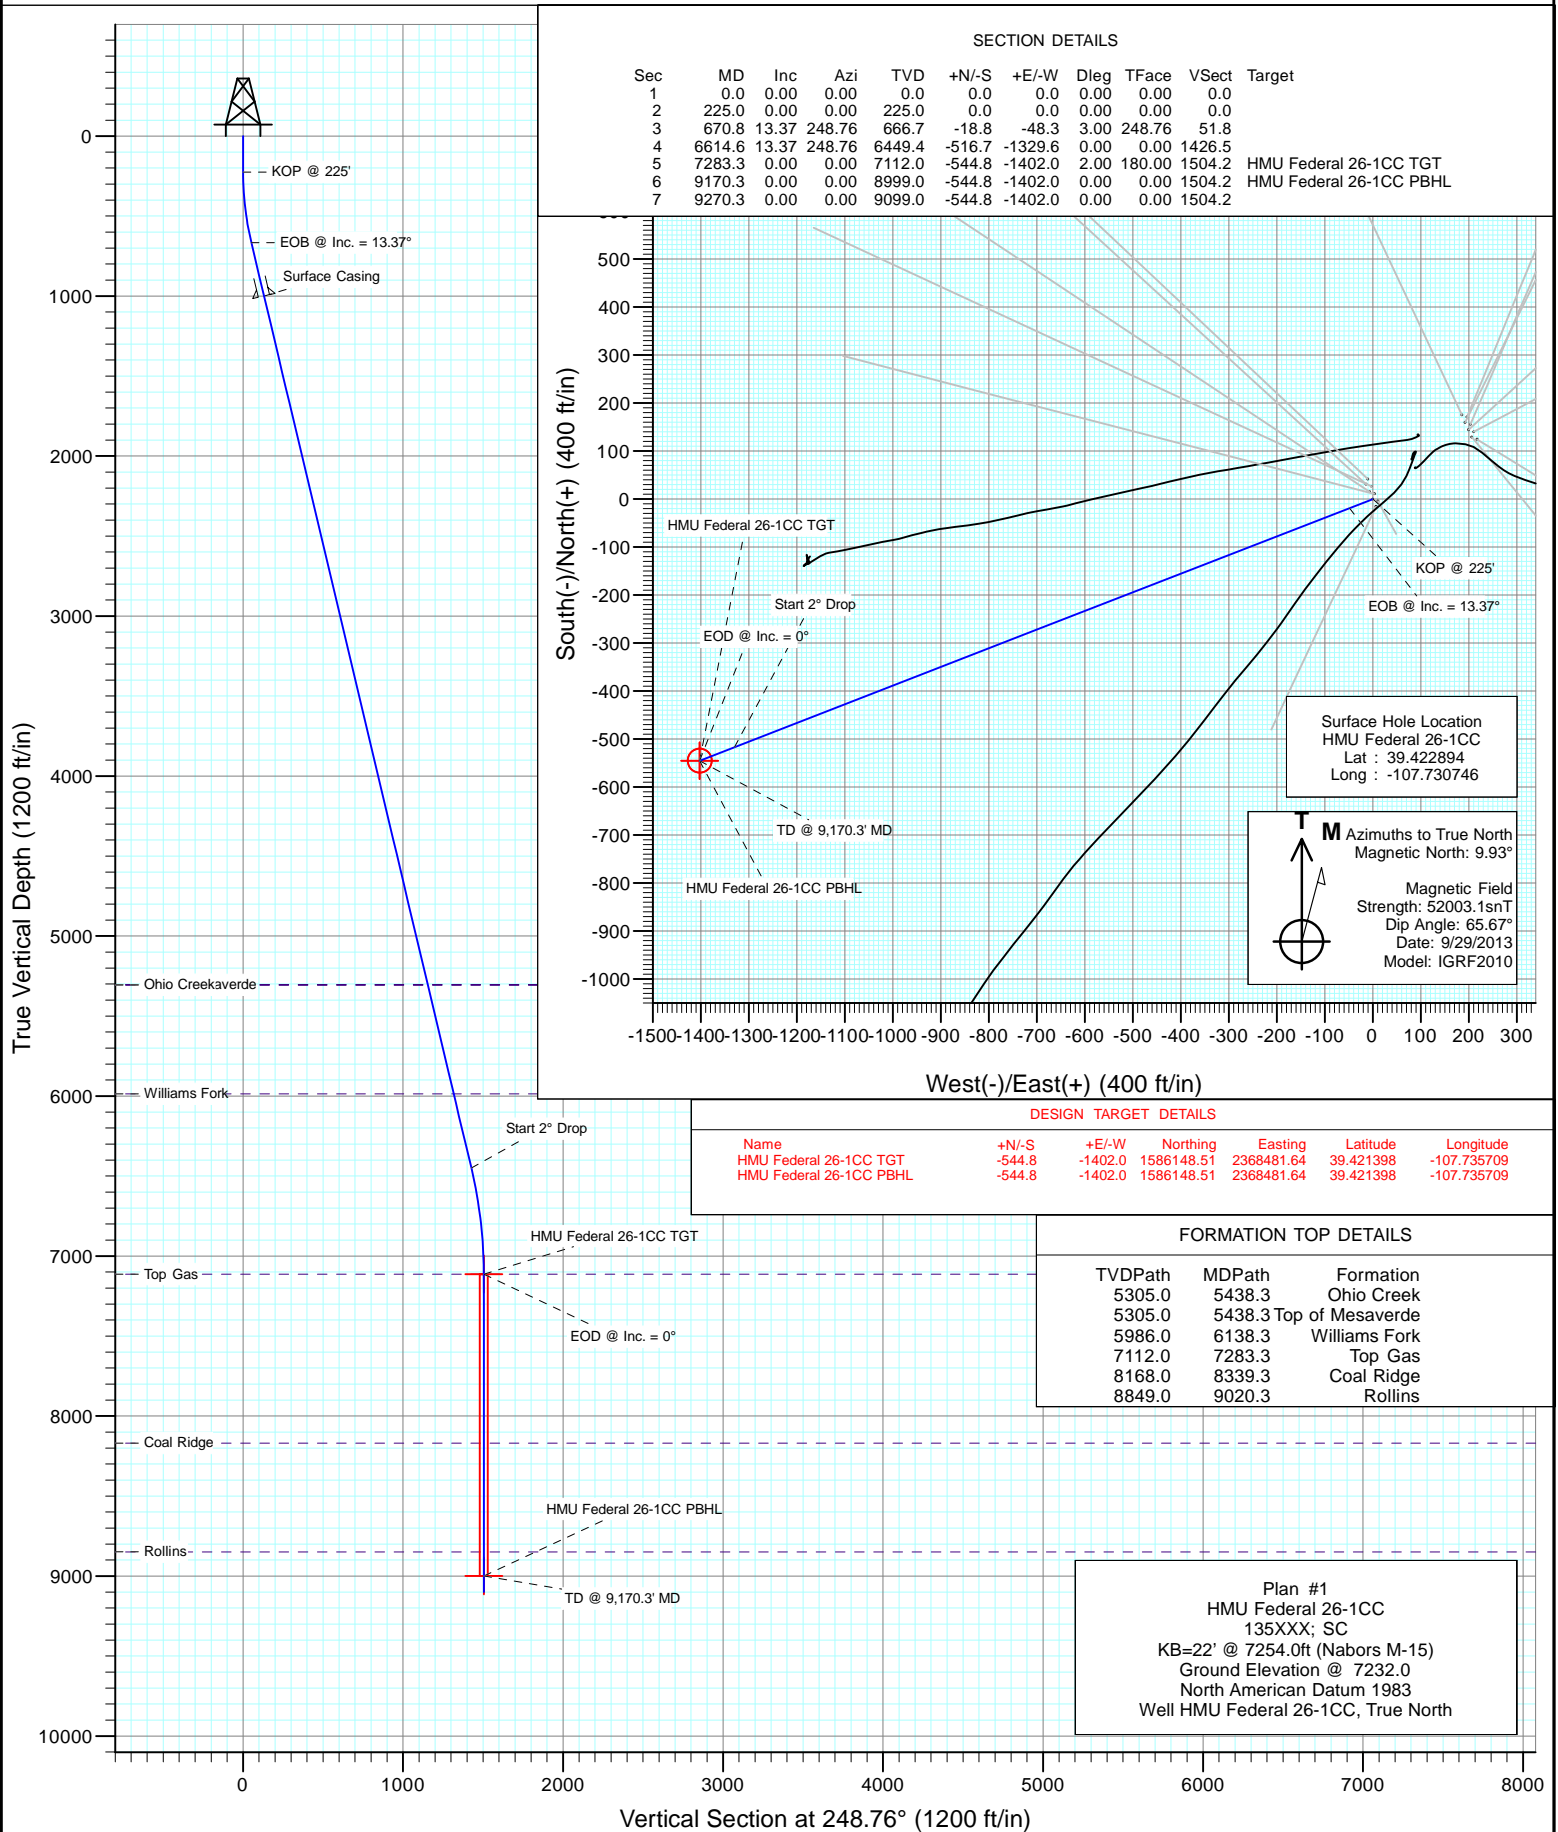 SECTION DETAILS
Sec MD Inc Azi TVD +N/-S +E/-W Dleg TFace VSect Target
1 0.0 0.00 0.00 0.0 0.0 0.0 0.00 0.00 0.0
2 225.0 0.00 0.00 225.0 0.0 0.0 0.00 0.00 0.0
3 670.8 13.37 248.76 666.7 -18.8 -48.3 3.00 248.76 51.8
4 6614.6 13.37 248.76 6449.4 -516.7 -1329.6 0.00 0.00 1426.5
5 7283.3 0.00 0.00 7112.0 -544.8 -1402.0 2.00 180.00 1504.2 HMU Federal 26-1CC TGT
6 9170.3 0.00 0.00 8999.0 -544.8 -1402.0 0.00 0.00 1504.2 HMU Federal 26-1CC PBHL
7 9270.3 0.00 0.00 9099.0 -544.8 -1402.0 0.00 0.00 1504.2
True Vertical Depth (1200 ft/in)
0
1000
2000
3000
4000
5000
6000
7000
8000
9000
10000
KOP @ 225'
EOB @ Inc. = 13.37°
Surface Casing
Ohio Creekaverde
Williams Fork
Start 2° Drop
HMU Federal 26-1CC TGT
Top Gas
EOD @ Inc. = 0°
Coal Ridge
HMU Federal 26-1CC PBHL
Rollins
TD @ 9,170.3' MD
0 1000 2000 3000 4000 5000 6000 7000 8000
Vertical Section at 248.76° (1200 ft/in)
South(-)/North(+) (400 ft/in)
500
400
300
200
100
0
-100
-200
-300
-400
-500
-600
-700
-800
-900
-1000
HMU Federal 26-1CC TGT
Start 2° Drop
EOD @ Inc. = 0°
KOP @ 225'
EOB @ Inc. = 13.37°
TD @ 9,170.3' MD
HMU Federal 26-1CC PBHL
-1500 -1400 -1300 -1200 -1100 -1000 -900 -800 -700 -600 -500 -400 -300 -200 -100 0 100 200 300
West(-)/East(+) (400 ft/in)
Surface Hole Location
HMU Federal 26-1CC
Lat : 39.422894
Long : -107.730746
T
M
Azimuths to True North
Magnetic North: 9.93°
Magnetic Field
Strength: 52003.1snT
Dip Angle: 65.67°
Date: 9/29/2013
Model: IGRF2010
DESIGN TARGET DETAILS
Name +N/-S +E/-W Northing Easting Latitude Longitude
HMU Federal 26-1CC TGT -544.8 -1402.0 1586148.51 2368481.64 39.421398 -107.735709
HMU Federal 26-1CC PBHL -544.8 -1402.0 1586148.51 2368481.64 39.421398 -107.735709
FORMATION TOP DETAILS
TVDPath MDPath Formation
5305.0 5438.3 Ohio Creek
5305.0 5438.3 Top of Mesaverde
5986.0 6138.3 Williams Fork
7112.0 7283.3 Top Gas
8168.0 8339.3 Coal Ridge
8849.0 9020.3 Rollins
Plan #1
HMU Federal 26-1CC
135XXX; SC
KB=22' @ 7254.0ft (Nabors M-15)
Ground Elevation @ 7232.0
North American Datum 1983
Well HMU Federal 26-1CC, True North